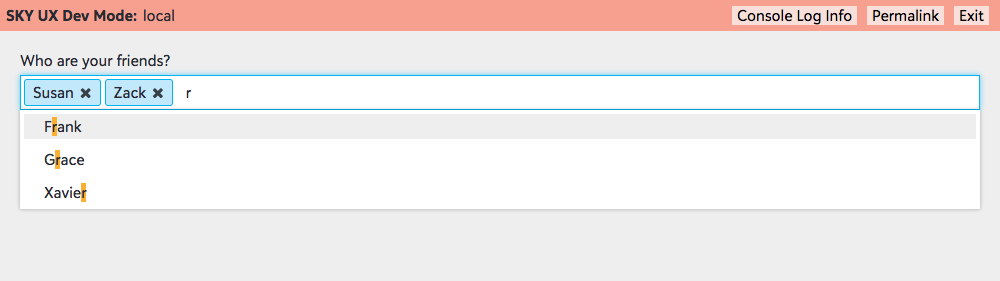 SKY UX Dev Mode: local Console Log Info Permalink Exit
Who are your friends?
Susan ✖ Zack ✖ r
Frank
Grace
Xavier